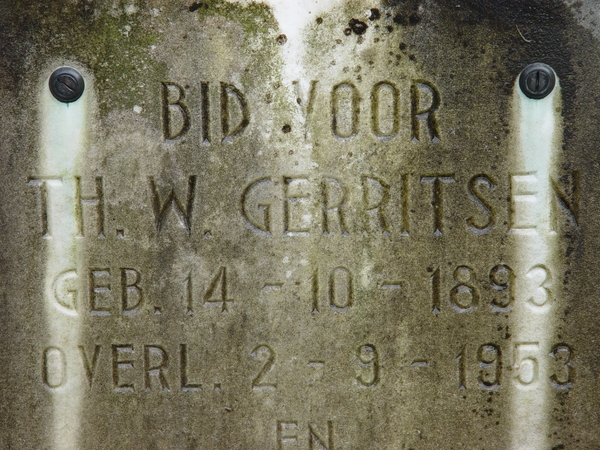 BID VOOR
TH. W. GERRITSEN
GEB. 14 - 10 - 1893
OVERL. 2 - 9 - 1953
EN